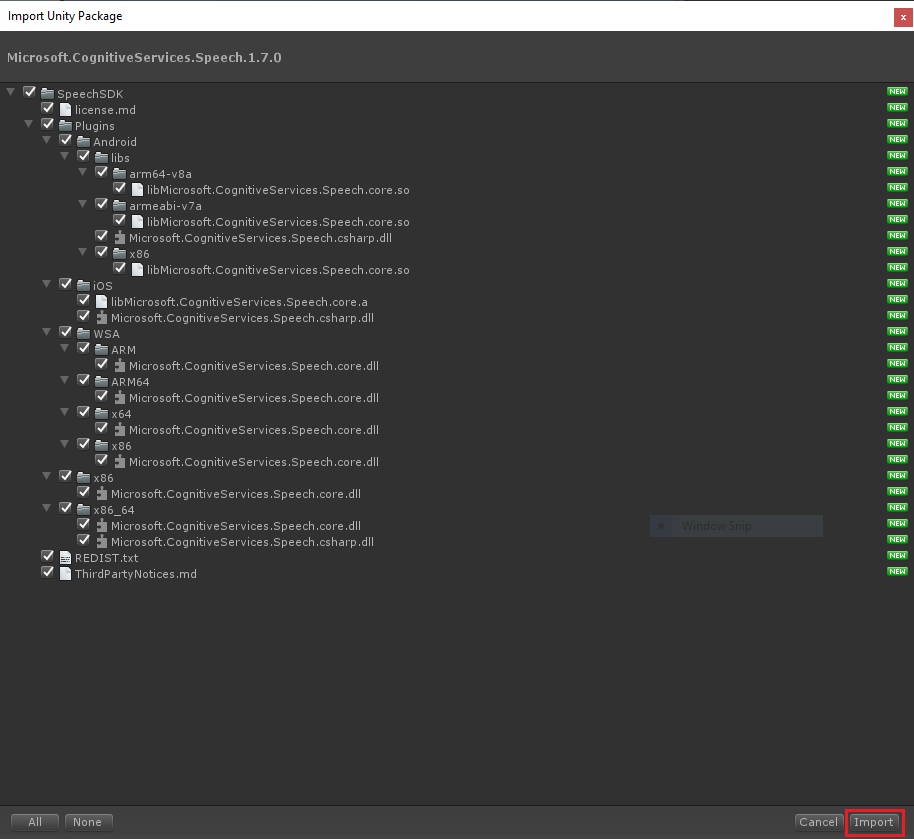 Import Unity Package
x
Microsoft.CognitiveServices.Speech.1.7.0
SpeechSDK NEW
license.md NEW
Plugins NEW
Android NEW
libs NEW
arm64-v8a NEW
libMicrosoft.CognitiveServices.Speech.core.so NEW
armeabi-v7a NEW
libMicrosoft.CognitiveServices.Speech.core.so NEW
Microsoft.CognitiveServices.Speech.csharp.dll NEW
x86 NEW
libMicrosoft.CognitiveServices.Speech.core.so NEW
iOS NEW
libMicrosoft.CognitiveServices.Speech.core.a NEW
Microsoft.CognitiveServices.Speech.csharp.dll NEW
WSA NEW
ARM NEW
Microsoft.CognitiveServices.Speech.core.dll NEW
ARM64 NEW
Microsoft.CognitiveServices.Speech.core.dll NEW
x64 NEW
Microsoft.CognitiveServices.Speech.core.dll NEW
x86 NEW
Microsoft.CognitiveServices.Speech.core.dll NEW
x86 NEW
Microsoft.CognitiveServices.Speech.core.dll NEW
x86_64 NEW
Microsoft.CognitiveServices.Speech.core.dll NEW
Window Snip
Microsoft.CognitiveServices.Speech.csharp.dll NEW
REDIST.txt NEW
ThirdPartyNotices.md NEW
All None Cancel Import